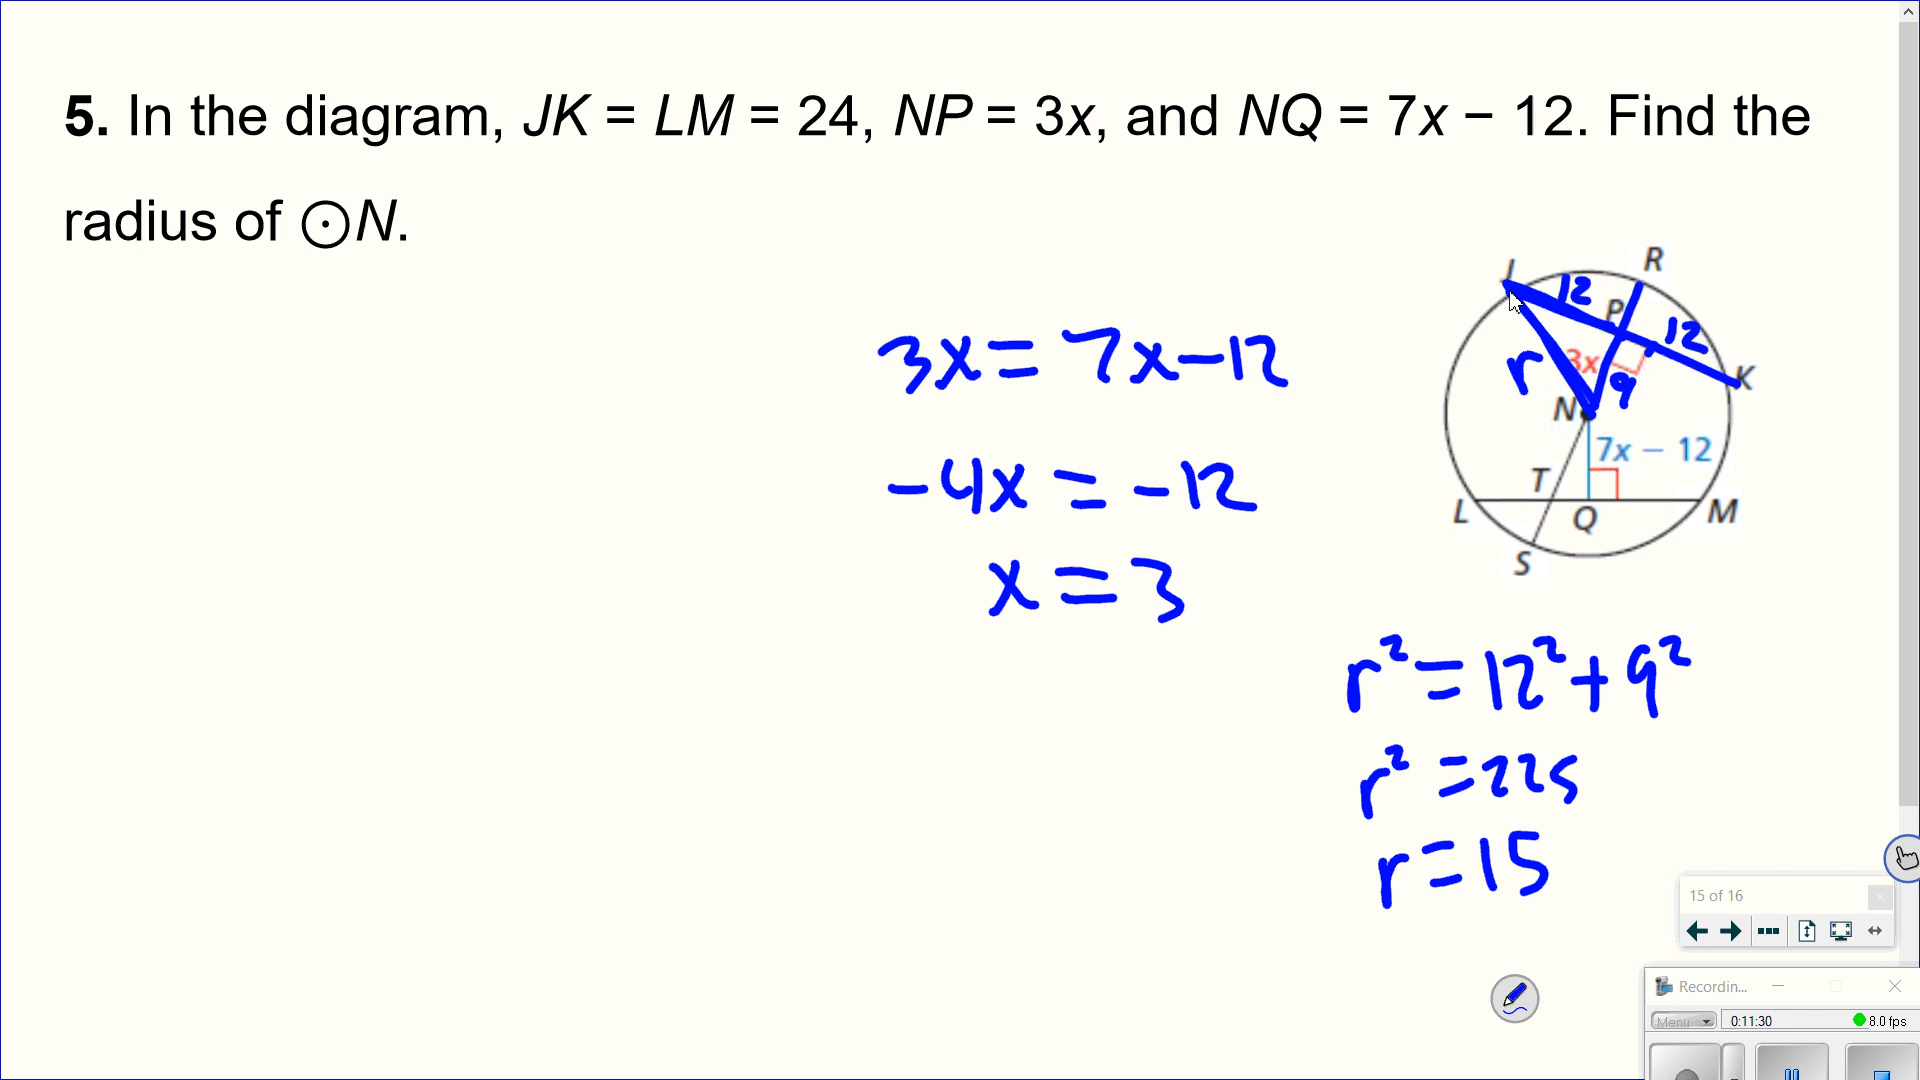 5. In the diagram, JK = LM = 24, NP = 3x, and NQ = 7x − 12. Find the
radius of ⊙N.
3x = 7x − 12
-4x = -12
x = 3
J
R
12
P
12
r
3x
9
K
N
7x − 12
T
L
Q
M
S
r² = 12² + 9²
r² = 225
r = 15
15 of 16
Recordin...
Menu
0:11:30
8.0 fps